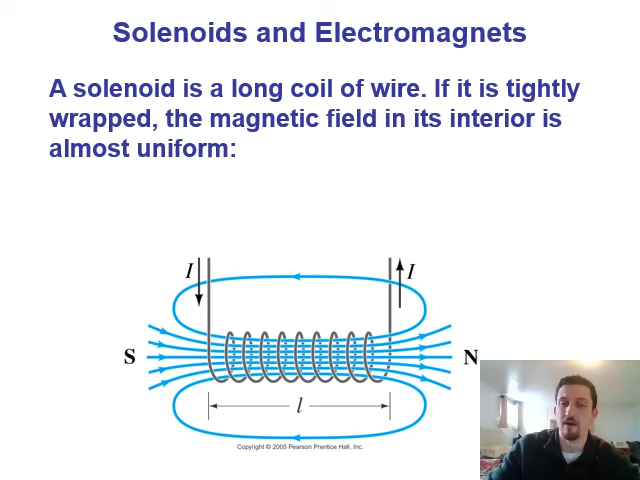 Solenoids and Electromagnets
A solenoid is a long coil of wire. If it is tightly
wrapped, the magnetic field in its interior is
almost uniform:
I
I
S
N
l
Copyright © 2005 Pearson Prentice Hall, Inc.